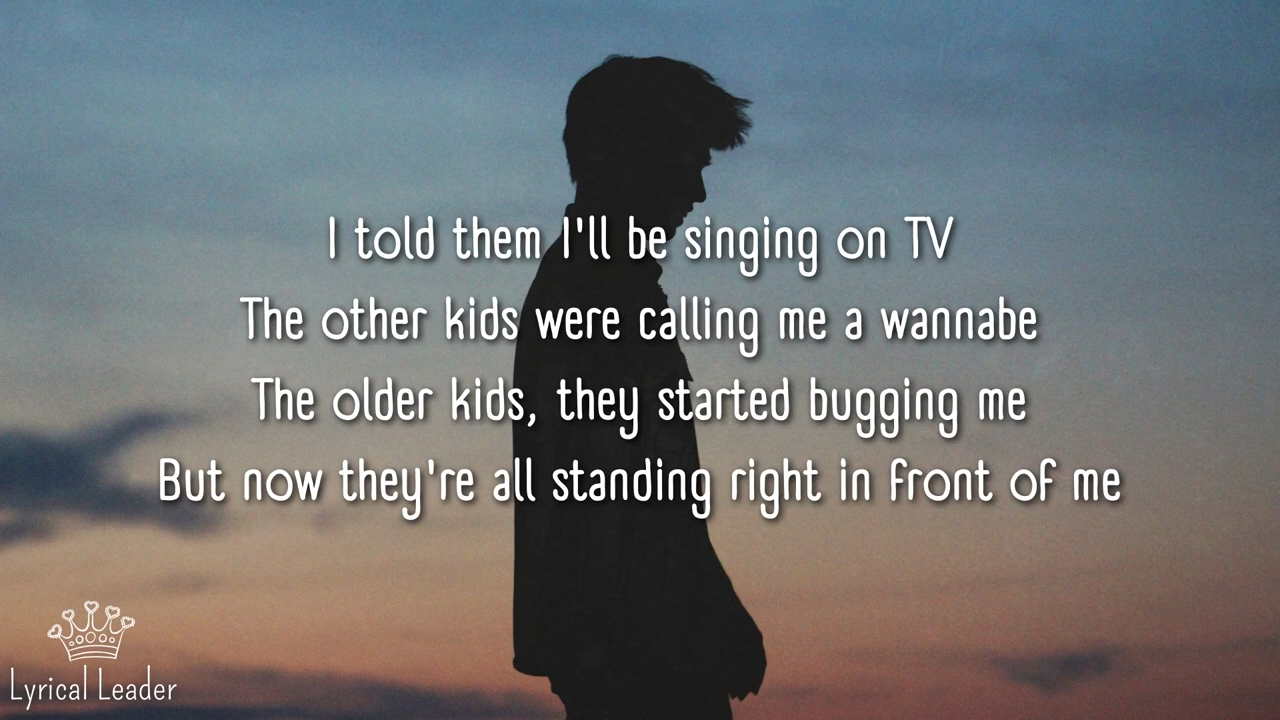 I told them I'll be singing on TV
The other kids were calling me a wannabe
The older kids, they started bugging me
But now they're all standing right in front of me
Lyrical Leader